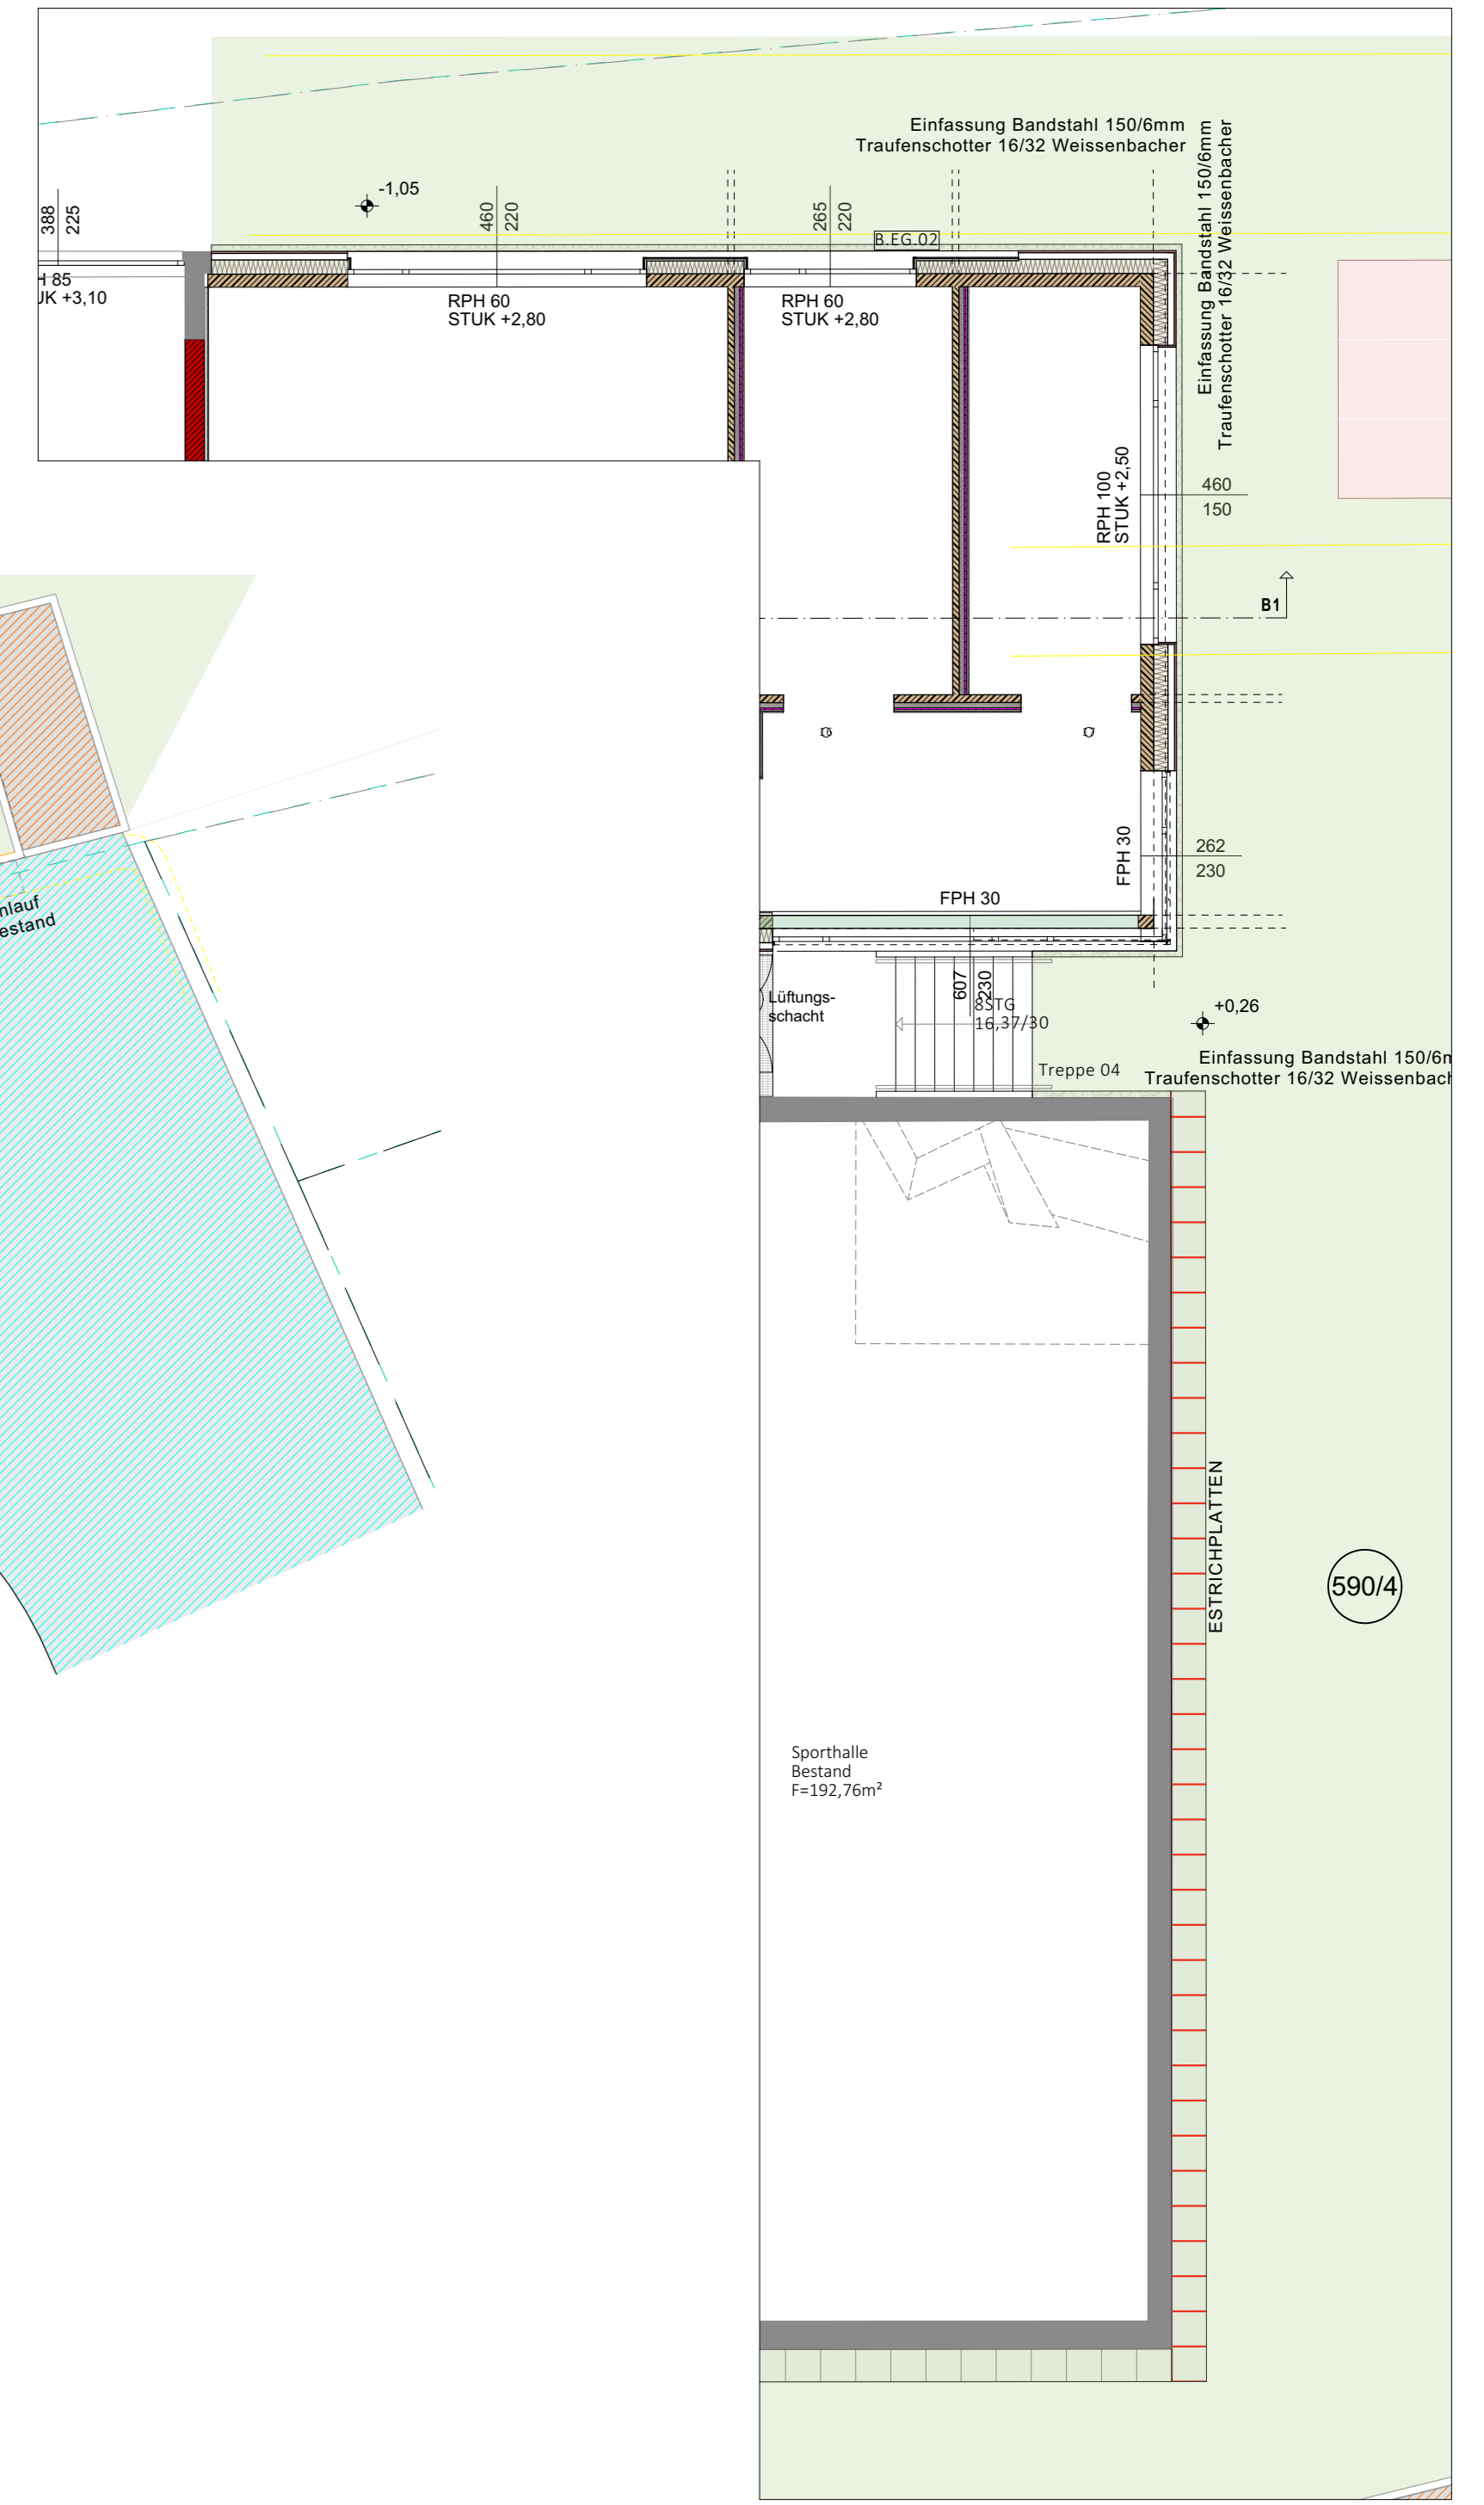 Einfassung Bandstahl 150/6mm
Traufenschotter 16/32 Weissenbacher
Einfassung Bandstahl 150/6mm
Traufenschotter 16/32 Weissenbacher
-1,05
388
225
460
220
265
220
B.EG.02
85
+3,10
RPH 60
STUK +2,80
RPH 60
STUK +2,80
RPH 100
STUK +2,50
460
150
B1
16
17
FPH 30
262
230
FPH 30
607
230
Lüftungs-
schacht
8STG
16,37/30
Treppe 04
+0,26
Einfassung Bandstahl 150/6m
Traufenschotter 16/32 Weissenbach
nlauf
estand
ESTRICHPLATTEN
590/4
Sporthalle
Bestand
F=192,76m²